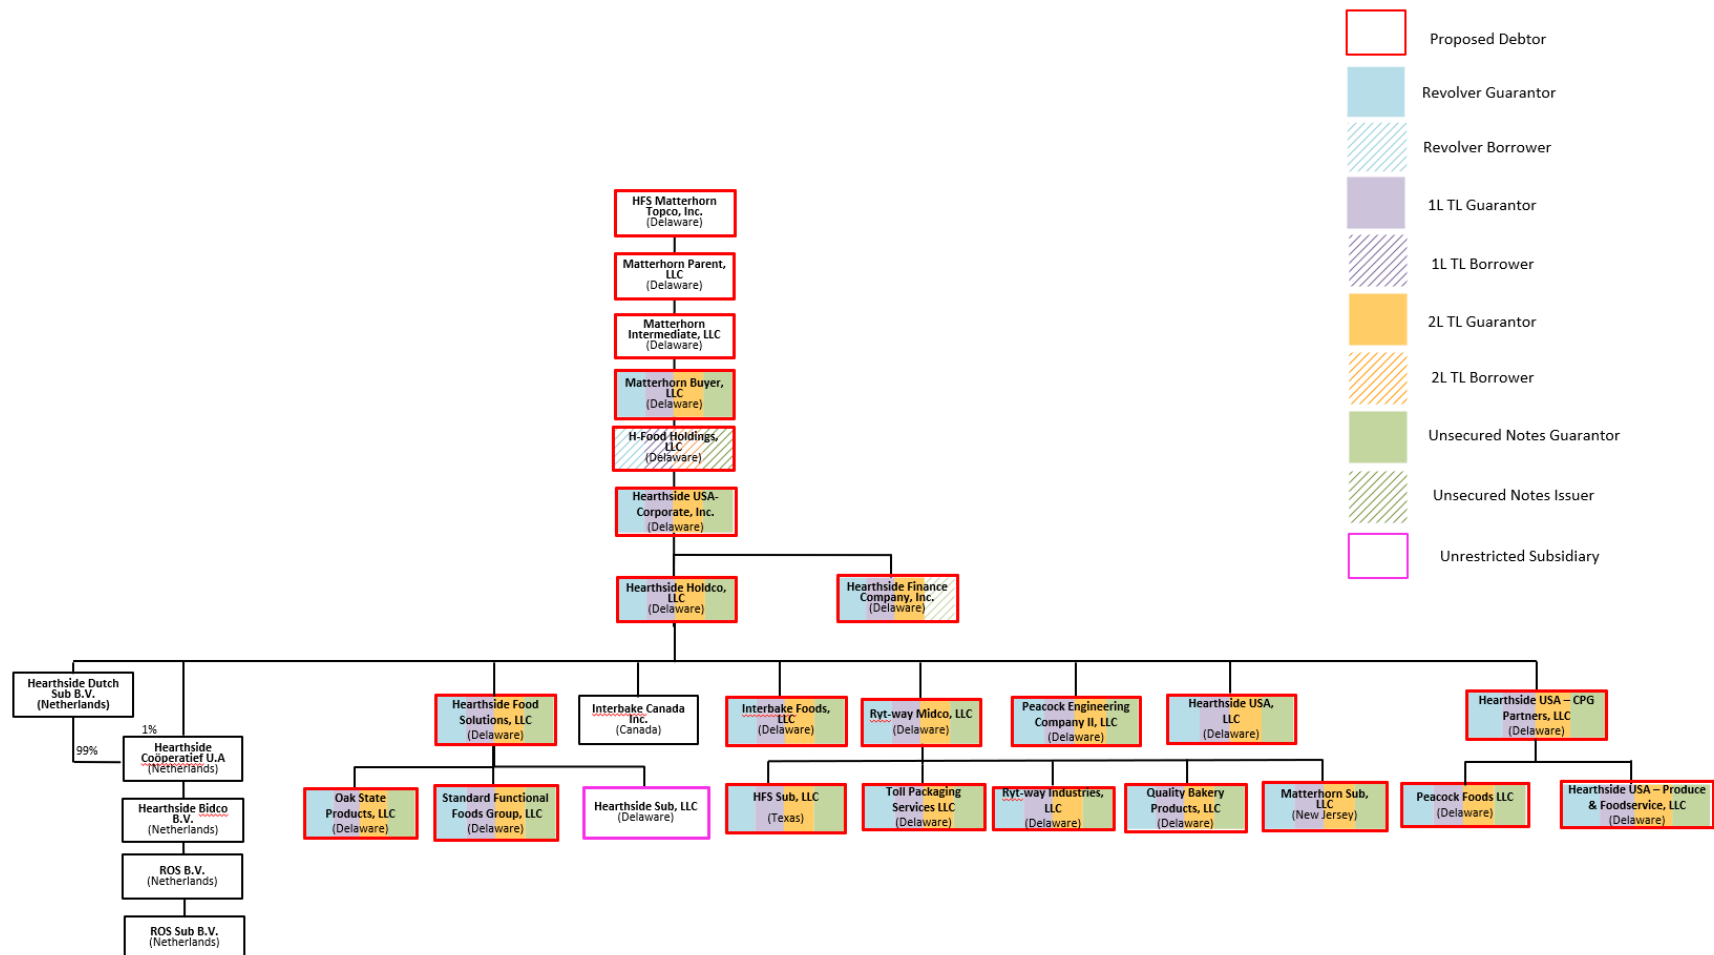 Proposed Debtor
Revolver Guarantor
Revolver Borrower
1L TL Guarantor
1L TL Borrower
2L TL Guarantor
2L TL Borrower
Unsecured Notes Guarantor
Unsecured Notes Issuer
Unrestricted Subsidiary
HFS Matterhorn
Topco, Inc.
(Delaware)
Matterhorn Parent,
LLC
(Delaware)
Matterhorn
Intermediate, LLC
(Delaware)
Matterhorn Buyer,
LLC
(Delaware)
H-Food Holdings,
LLC
(Delaware)
Hearthside USA-
Corporate, Inc.
(Delaware)
Hearthside Holdco,
LLC
(Delaware)
Hearthside Finance
Company, Inc.
(Delaware)
Hearthside Dutch
Sub B.V.
(Netherlands)
99%
1%
Hearthside
Coöperatief U.A
(Netherlands)
Hearthside Bidco
B.V.
(Netherlands)
ROS B.V.
(Netherlands)
ROS Sub B.V.
(Netherlands)
Hearthside Food
Solutions, LLC
(Delaware)
Interbake Canada
Inc.
(Canada)
Interbake Foods,
LLC
(Delaware)
Ryt-way Midco, LLC
(Delaware)
Peacock Engineering
Company II, LLC
(Delaware)
Hearthside USA,
LLC
(Delaware)
Hearthside USA – CPG
Partners, LLC
(Delaware)
Oak State
Products, LLC
(Delaware)
Standard Functional
Foods Group, LLC
(Delaware)
Hearthside Sub, LLC
(Delaware)
HFS Sub, LLC
(Texas)
Toll Packaging
Services LLC
(Delaware)
Ryt-way Industries,
LLC
(Delaware)
Quality Bakery
Products, LLC
(Delaware)
Matterhorn Sub,
LLC
(New Jersey)
Peacock Foods LLC
(Delaware)
Hearthside USA – Produce
& Foodservice, LLC
(Delaware)